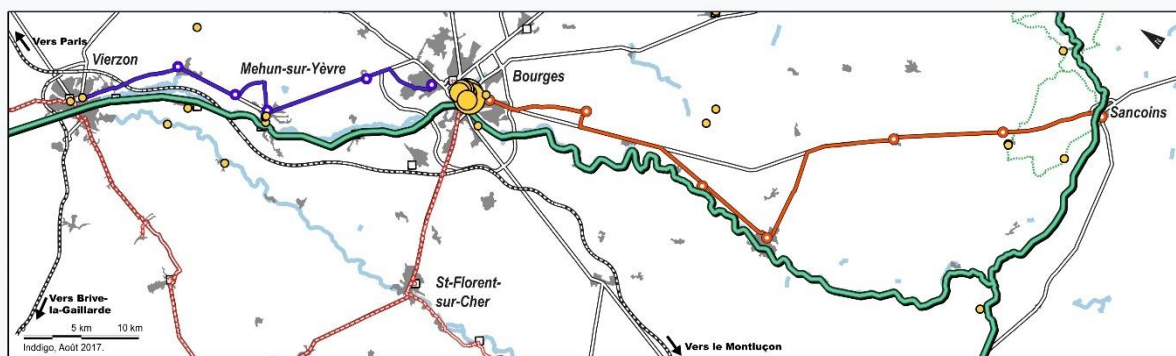 Vers Paris
Vierzon
Mehun-sur-Yèvre
Bourges
N
Sancoins
St-Florent-
sur-Cher
Vers Brive-
la-Gaillarde
5 km 10 km
Inddigo, Août 2017.
Vers le Montluçon